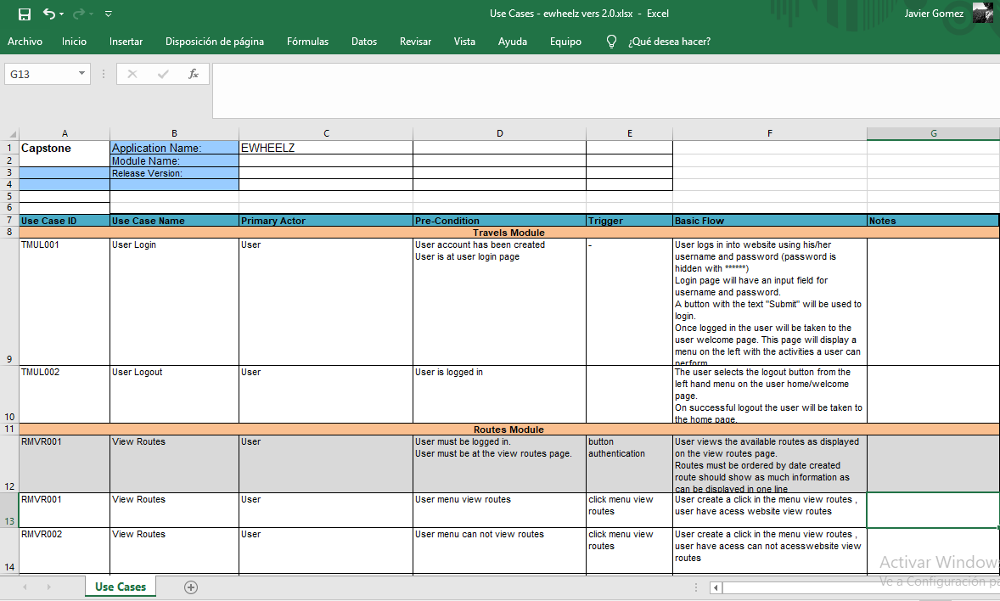 Use Cases - ewheelz vers 2.0.xlsx - Excel
Javier Gomez
Archivo Inicio Insertar Disposición de página Fórmulas Datos Revisar Vista Ayuda Equipo ¿Qué desea hacer?
G13
fx
A B C D E F G
1 Capstone Application Name: EWHEELZ
2 Module Name:
3 Release Version:
4
5
6
7 Use Case ID Use Case Name Primary Actor Pre-Condition Trigger Basic Flow Notes
8 Travels Module
9
TMUL001
User Login
User
User account has been created
User is at user login page
-
User logs in into website using his/her
username and password (password is
hidden with ******)
Login page will have an input field for
username and password.
A button with the text "Submit" will be used to
login.
Once logged in the user will be taken to the
user welcome page. This page will display a
menu on the left with the activities a user can
perform
10
TMUL002
User Logout
User
User is logged in
The user selects the logout button from the
left hand menu on the user home/welcome
page.
On successful logout the user will be taken to
the home page.
11 Routes Module
12
RMVR001
View Routes
User
User must be logged in.
User must be at the view routes page.
button
authentication
User views the available routes as displayed
on the view routes page.
Routes must be ordered by date created
route should show as much information as
can be displayed in one line
13
RMVR001
View Routes
User
User menu view routes
click menu view
routes
User create a click in the menu view routes ,
user have acess website view routes
14
RMVR002
View Routes
User
User menu can not view routes
click menu view
routes
User create a click in the menu view routes ,
user have acess can not acesswebsite view
routes
Activar Window
Ve a Configuración pa
Use Cases